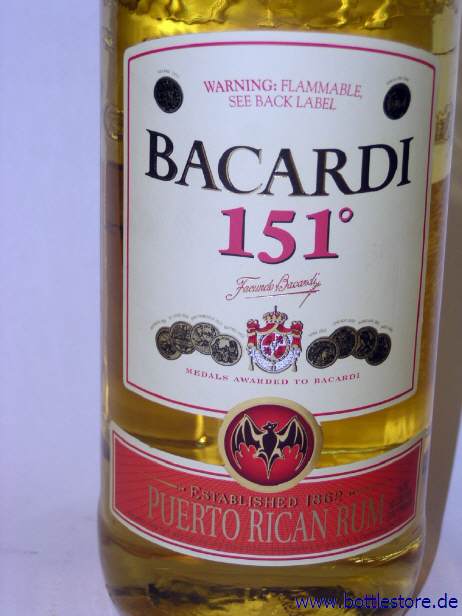 WARNING: FLAMMABLE,
SEE BACK LABEL
BACARDI
151°
Facundo Bacardi
MEDALS AWARDED TO BACARDI
ESTABLISHED 1862
PUERTO RICAN RUM
www.bottlestore.de